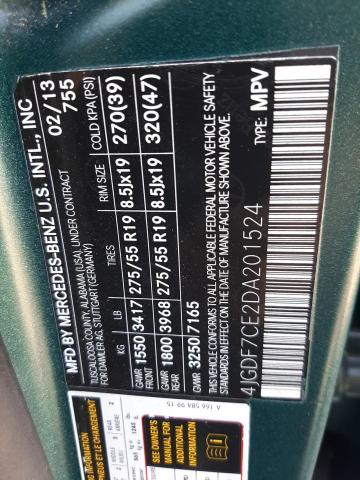 MFD BY MERCEDES-BENZ U.S. INTL., INC 02/13
TUSCALOOSA COUNTY, ALABAMA (USA), UNDER CONTRACT 755
FOR DAIMLER AG, STUTTGART(GERMANY)
KG LB RIM SIZE COLD KPA(PSI)
GAWR FRONT 1550 3417 275/55 R19 8.5Jx19 270(39)
GAWR REAR 1800 3968 275/55 R19 8.5Jx19 320(47)
GVWR 3250 7165
THIS VEHICLE CONFORMS TO ALL APPLICABLE FEDERAL MOTOR VEHICLE SAFETY
STANDARDS IN EFFECT ON THE DATE OF MANUFACTURE SHOWN ABOVE.
4JGDF7CE2DA201524 TYPE: MPV
A 166 584 99 15
SEE OWNER'S
MANUAL FOR
ADDITIONAL
INFORMATION